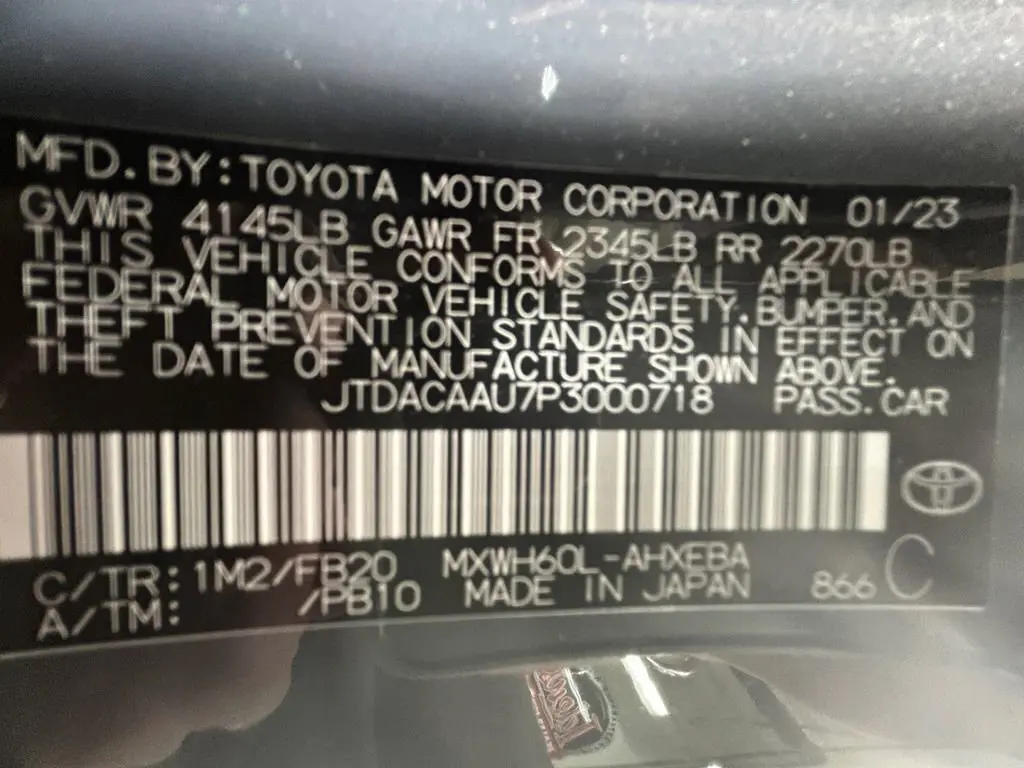 MFD. BY: TOYOTA MOTOR CORPORATION 01/23
GVWR 4145LB GAWR FR 2345LB RR 2270LB
THIS VEHICLE CONFORMS TO ALL APPLICABLE
FEDERAL MOTOR VEHICLE SAFETY, BUMPER, AND
THEFT PREVENTION STANDARDS IN EFFECT ON
THE DATE OF MANUFACTURE SHOWN ABOVE.
JTDACAAU7P3000718 PASS. CAR
C/TR: 1M2/FB20 MXWH60L-AHXEBA
A/TM: /PB10 MADE IN JAPAN 866 C